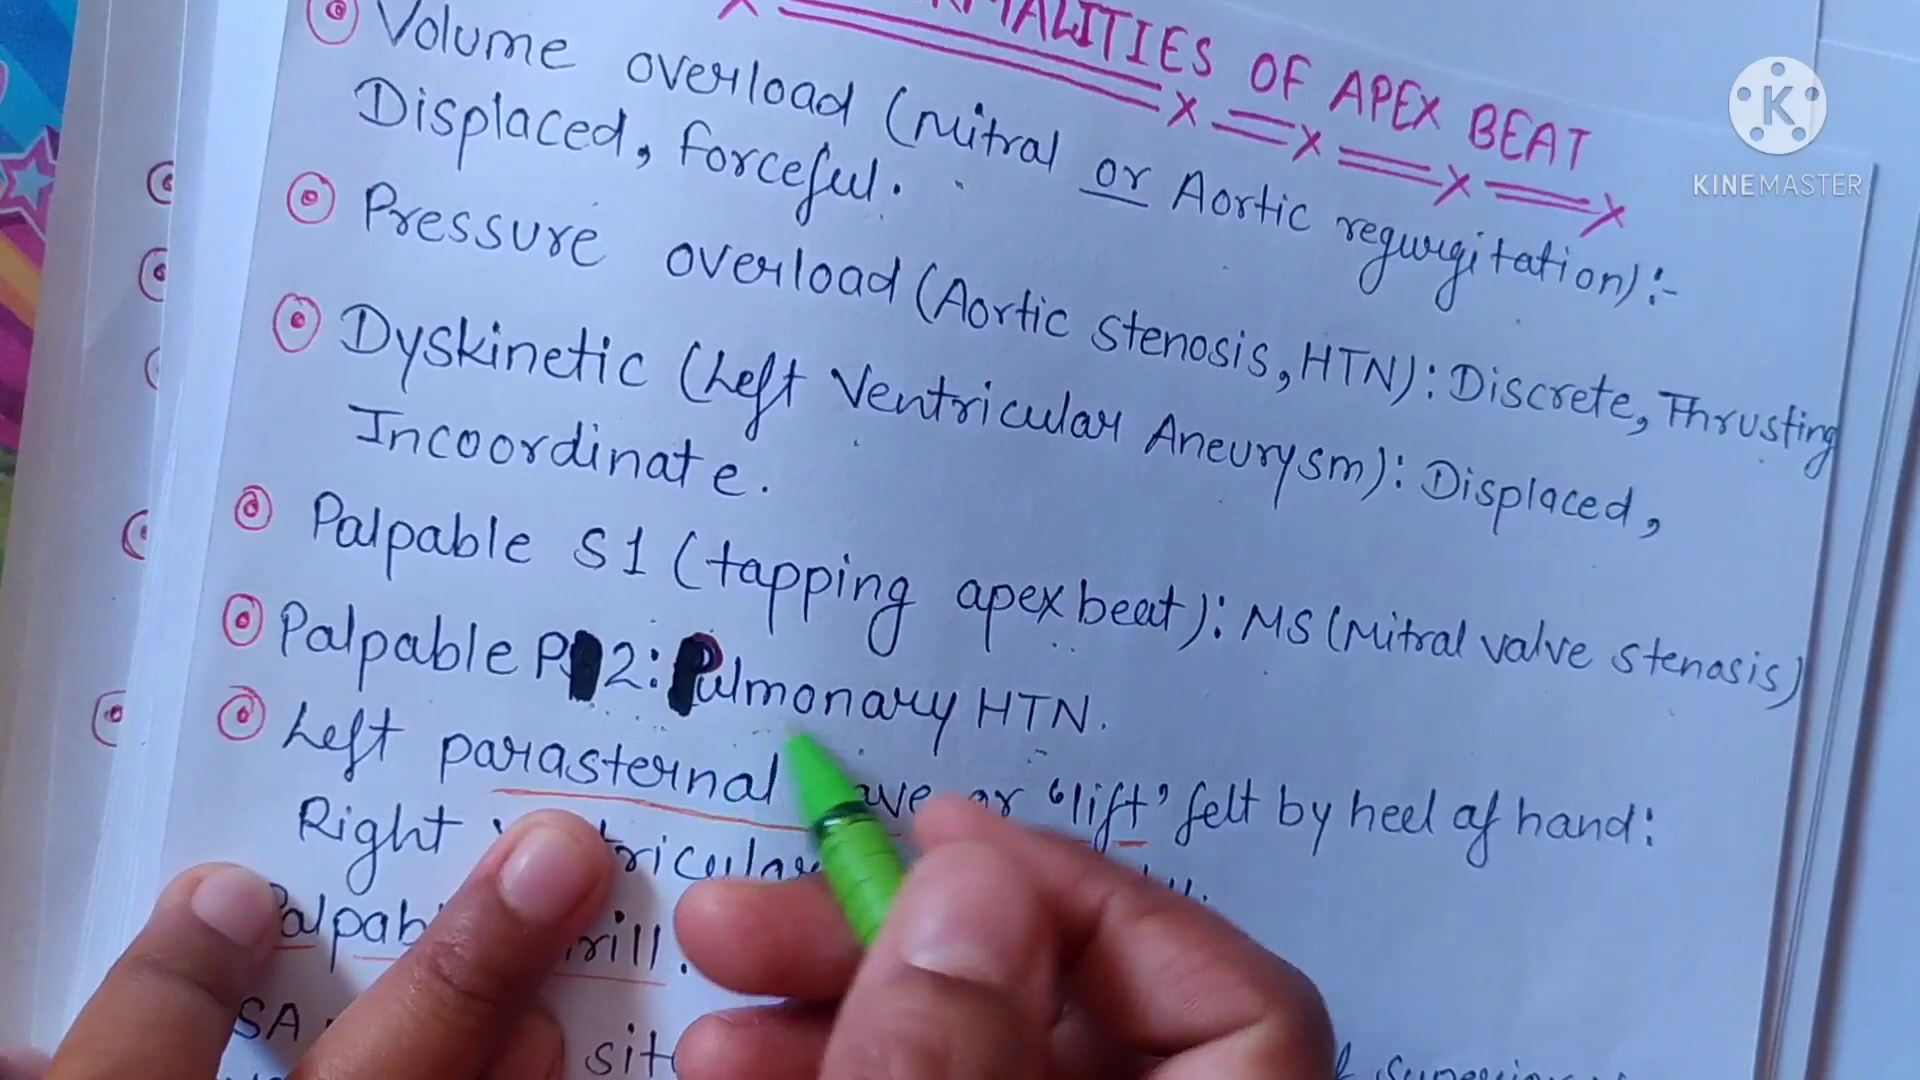 OF APEX BEAT
Volume overload (Mitral or Aortic regurgitation):-
Displaced, forceful.
Pressure overload (Aortic stenosis, HTN): Discrete, Thrusting
Dyskinetic (Left Ventricular Aneurysm): Displaced,
Incoordinate.
Palpable S1 (tapping apex beat): MS (Mitral valve stenosis)
Palpable P2: Pulmonary HTN.
Left parasternal or 'lift' felt by heel of hand:
Right
SA
KINEMASTER